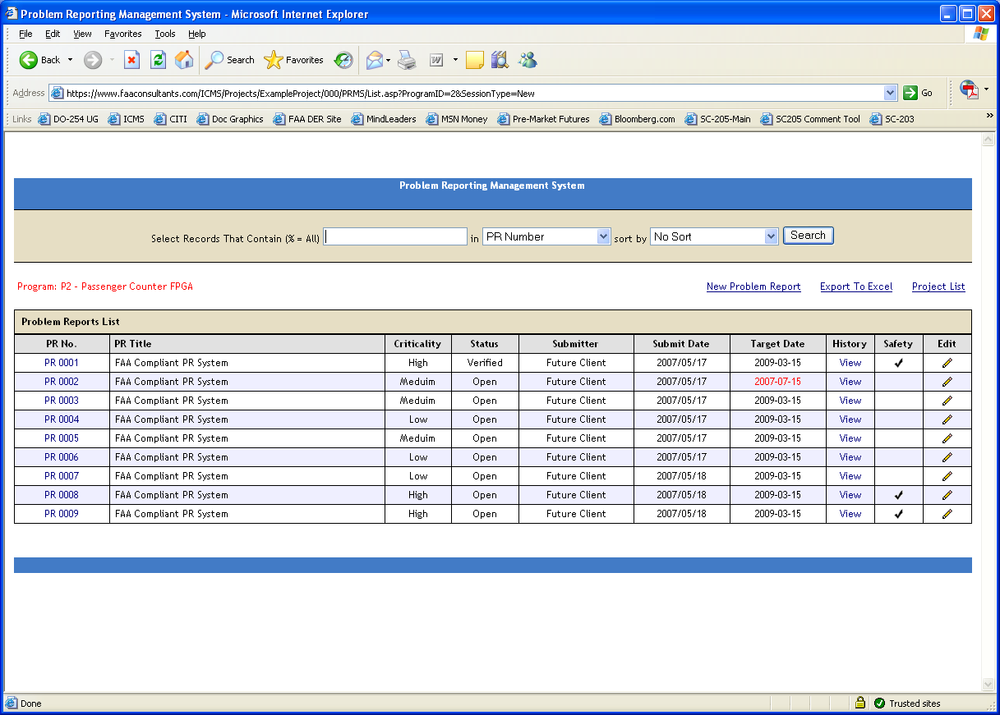 Problem Reporting Management System - Microsoft Internet Explorer
File Edit View Favorites Tools Help
Back Search Favorites
Address https://www.faaconsultants.com/ICMS/Projects/ExampleProject/000/PRMS/List.asp?ProgramID=2&SessionType=New Go
Links DO-254 UG ICMS CITI Doc Graphics FAA DER Site MindLeaders MSN Money Pre-Market Futures Bloomberg.com SC-205-Main SC205 Comment Tool SC-203 »
Problem Reporting Management System
Select Records That Contain (% = All) in PR Number sort by No Sort Search
Program: P2 - Passenger Counter FPGA New Problem Report Export To Excel Project List
Problem Reports List
PR No. PR Title Criticality Status Submitter Submit Date Target Date History Safety Edit
PR 0001 FAA Compliant PR System High Verified Future Client 2007/05/17 2009-03-15 View ✓
PR 0002 FAA Compliant PR System Meduim Open Future Client 2007/05/17 2007-07-15 View
PR 0003 FAA Compliant PR System Meduim Open Future Client 2007/05/17 2009-03-15 View
PR 0004 FAA Compliant PR System Low Open Future Client 2007/05/17 2009-03-15 View
PR 0005 FAA Compliant PR System Meduim Open Future Client 2007/05/17 2009-03-15 View
PR 0006 FAA Compliant PR System Low Open Future Client 2007/05/17 2009-03-15 View
PR 0007 FAA Compliant PR System Low Open Future Client 2007/05/18 2009-03-15 View
PR 0008 FAA Compliant PR System High Open Future Client 2007/05/18 2009-03-15 View ✓
PR 0009 FAA Compliant PR System High Open Future Client 2007/05/18 2009-03-15 View ✓
Done Trusted sites